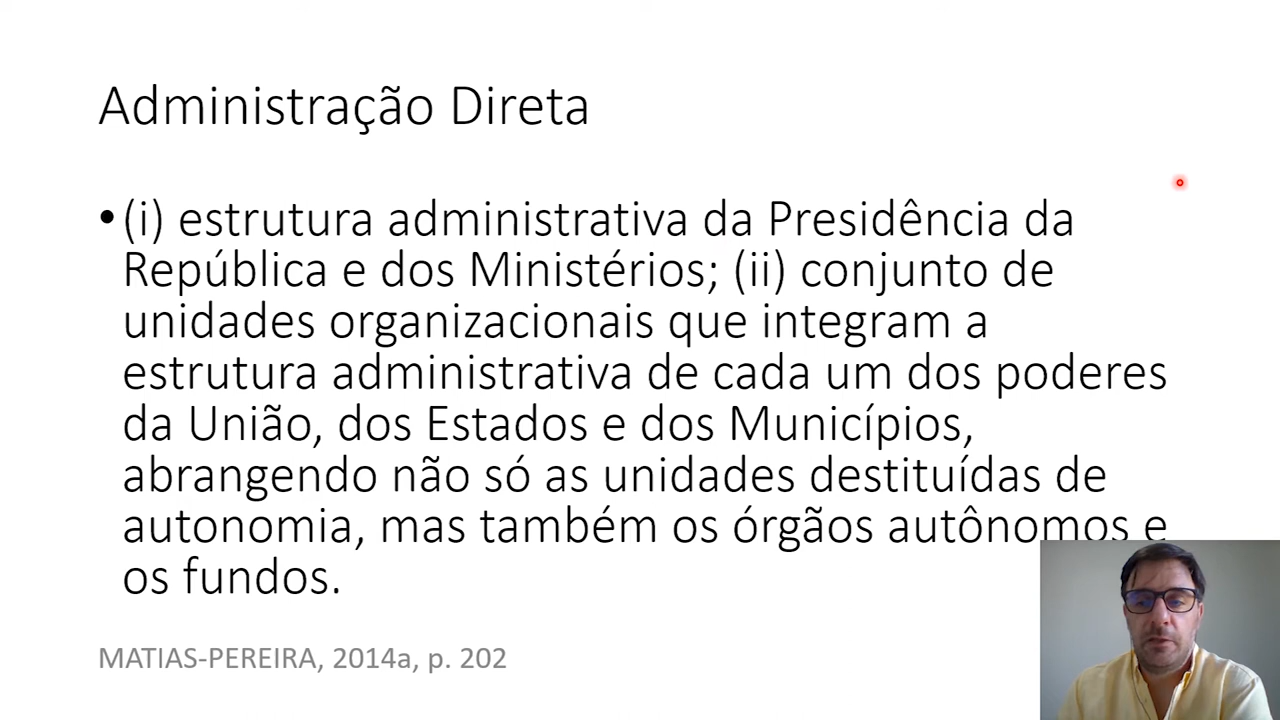 Administração Direta
•(i) estrutura administrativa da Presidência da
República e dos Ministérios; (ii) conjunto de
unidades organizacionais que integram a
estrutura administrativa de cada um dos poderes
da União, dos Estados e dos Municípios,
abrangendo não só as unidades destituídas de
autonomia, mas também os órgãos autônomos e
os fundos.
MATIAS-PEREIRA, 2014a, p. 202